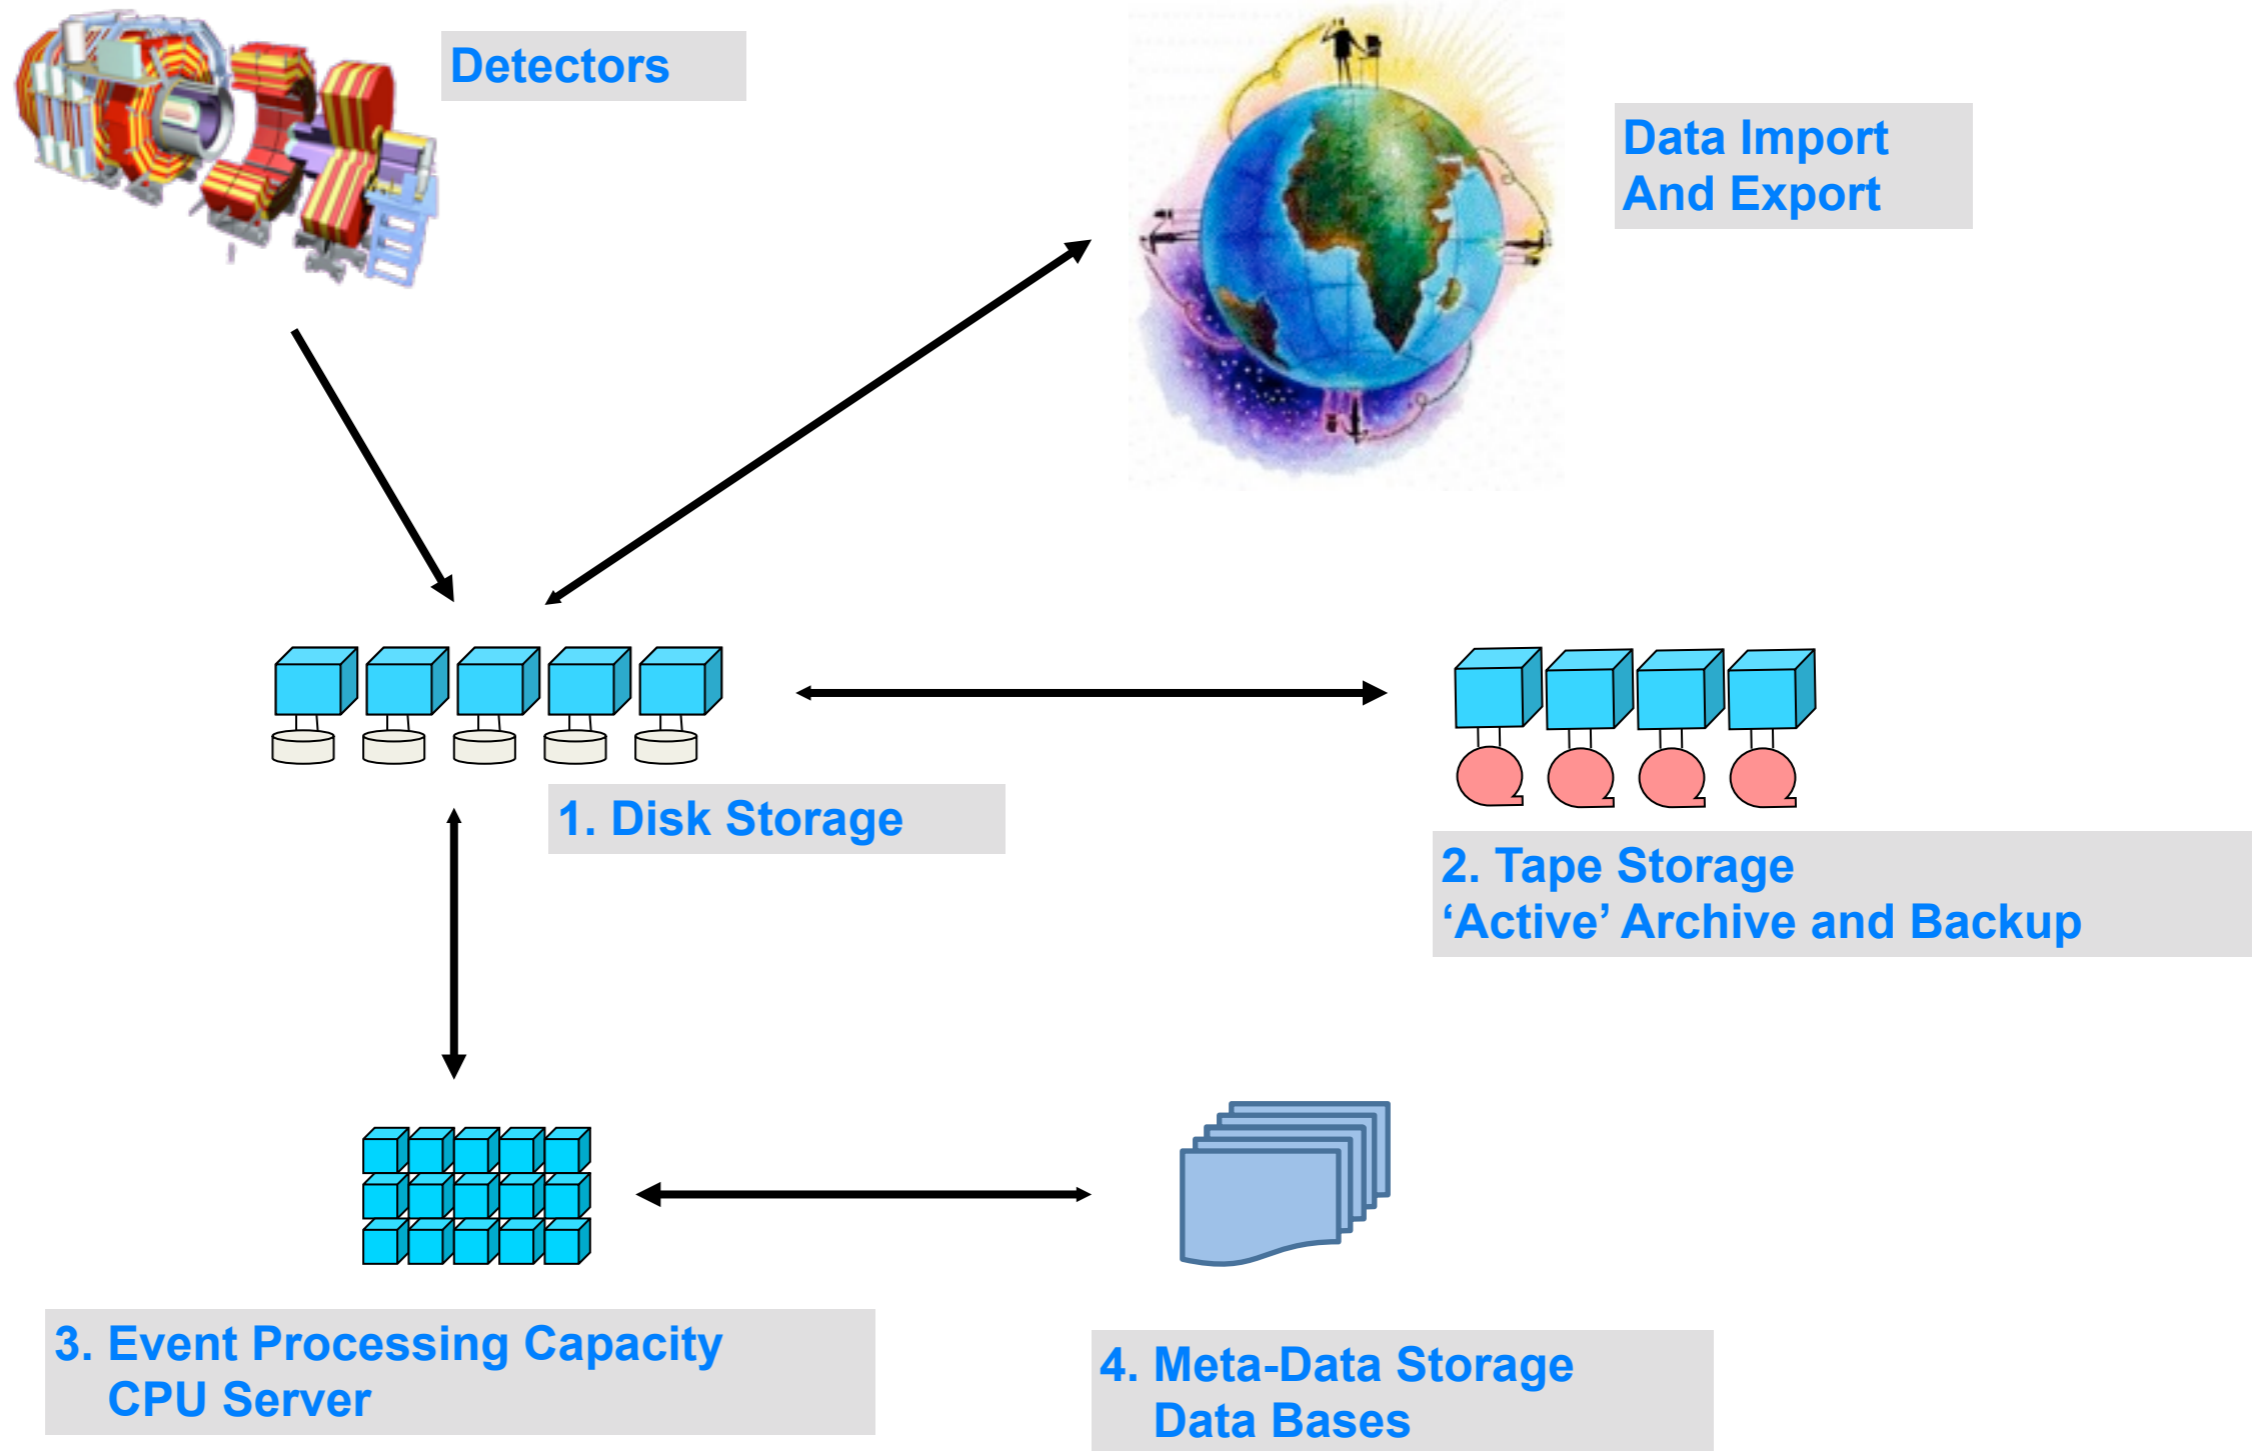 Detectors
Data Import
And Export
1. Disk Storage
2. Tape Storage
‘Active’ Archive and Backup
3. Event Processing Capacity
CPU Server
4. Meta-Data Storage
Data Bases